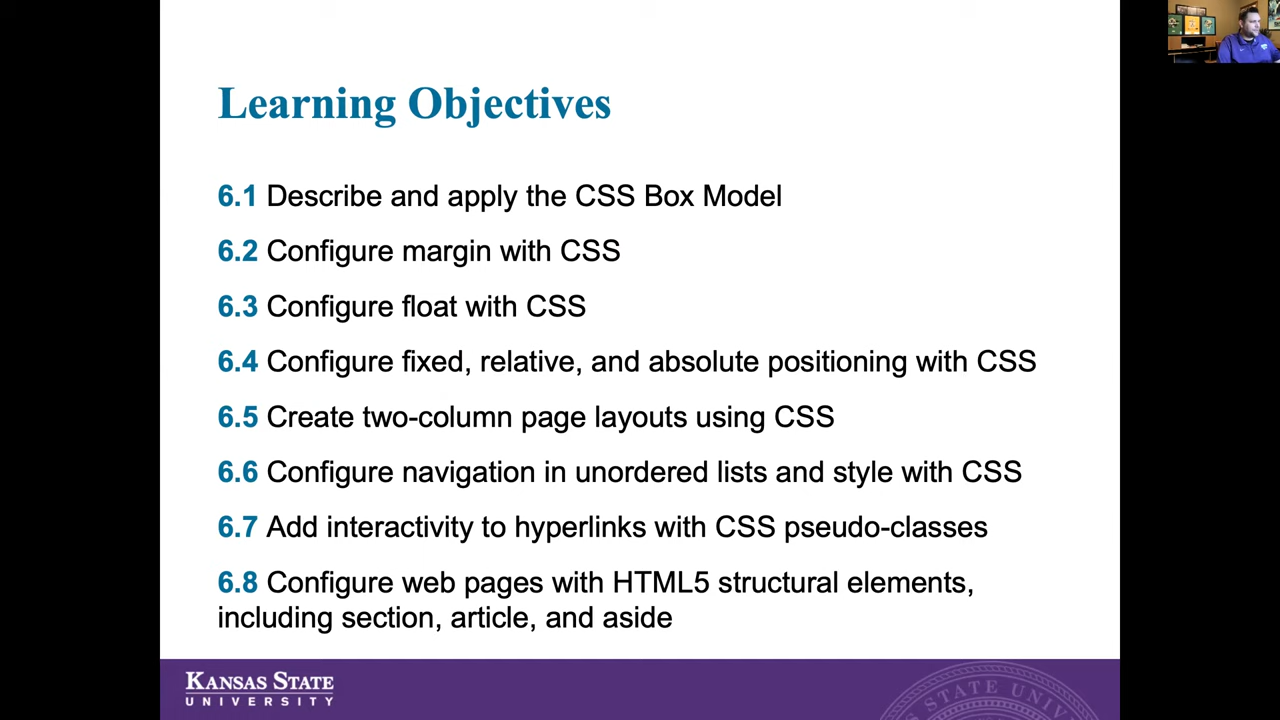 Learning Objectives
6.1 Describe and apply the CSS Box Model
6.2 Configure margin with CSS
6.3 Configure float with CSS
6.4 Configure fixed, relative, and absolute positioning with CSS
6.5 Create two-column page layouts using CSS
6.6 Configure navigation in unordered lists and style with CSS
6.7 Add interactivity to hyperlinks with CSS pseudo-classes
6.8 Configure web pages with HTML5 structural elements,
including section, article, and aside
KANSAS STATE
UNIVERSITY
STATE UNIV